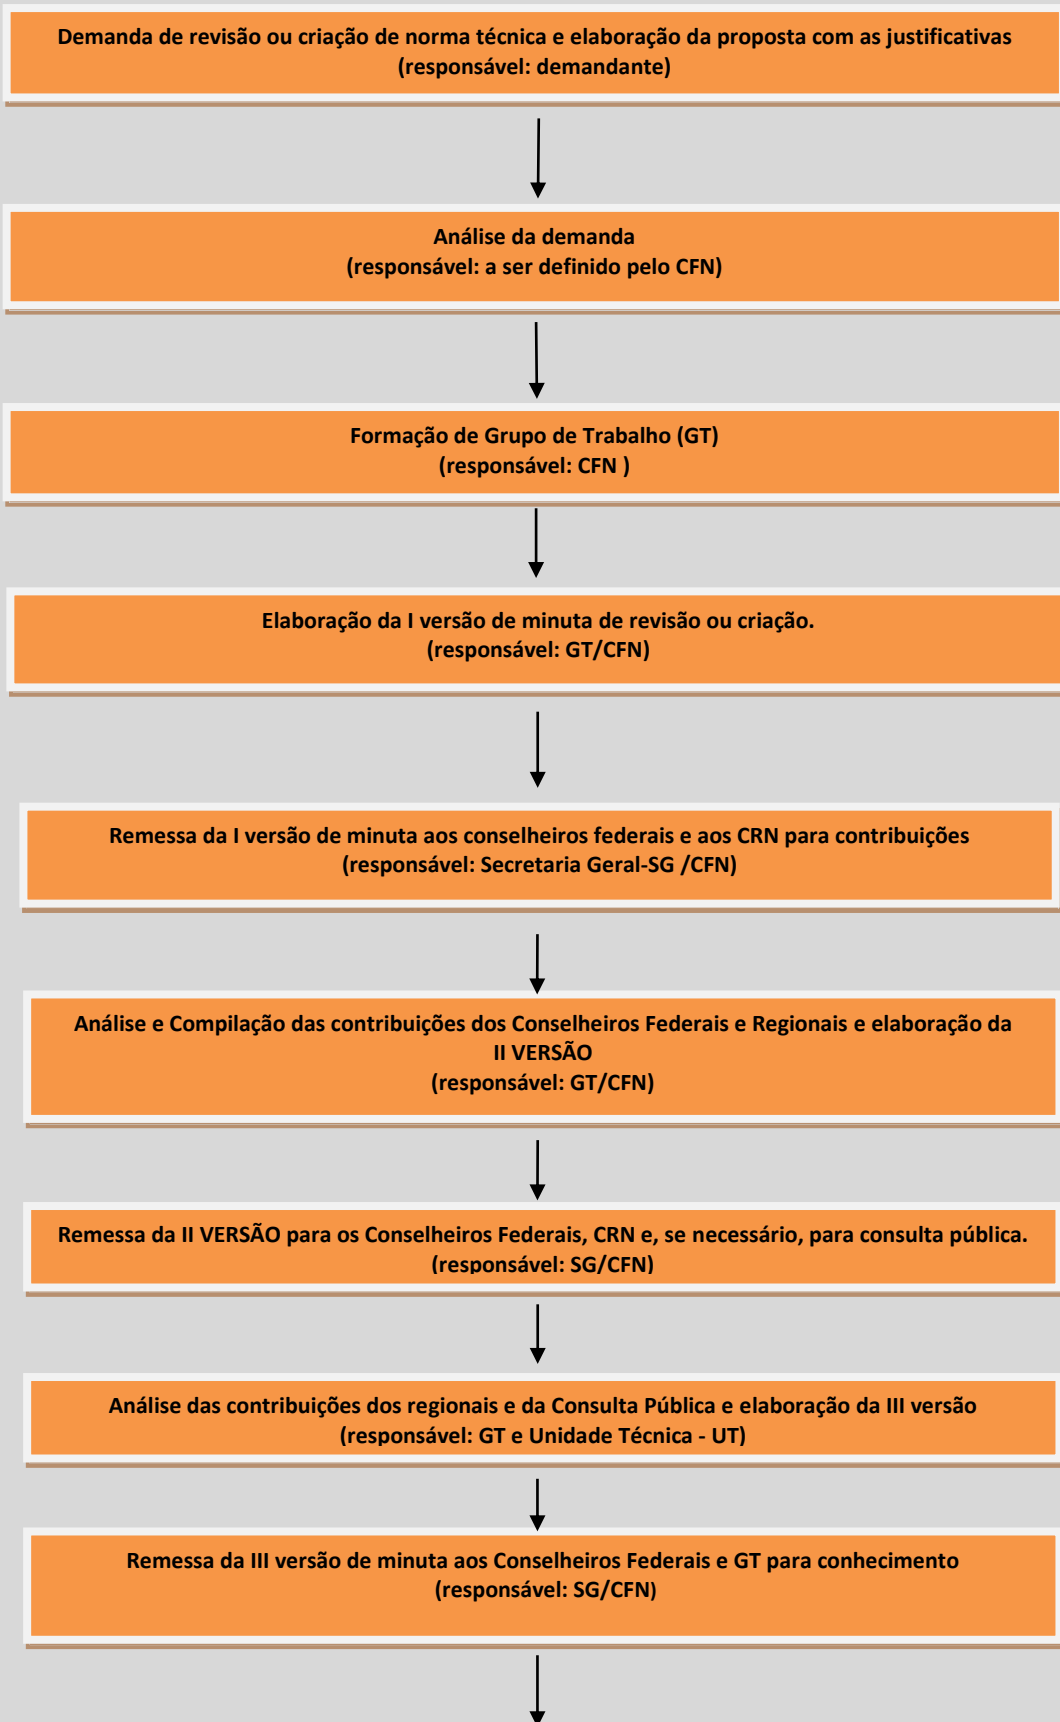 Demanda de revisão ou criação de norma técnica e elaboração da proposta com as justificativas
(responsável: demandante)
Análise da demanda
(responsável: a ser definido pelo CFN)
Formação de Grupo de Trabalho (GT)
(responsável: CFN )
Elaboração da I versão de minuta de revisão ou criação.
(responsável: GT/CFN)
Remessa da I versão de minuta aos conselheiros federais e aos CRN para contribuições
(responsável: Secretaria Geral-SG /CFN)
Análise e Compilação das contribuições dos Conselheiros Federais e Regionais e elaboração da
II VERSÃO
(responsável: GT/CFN)
Remessa da II VERSÃO para os Conselheiros Federais, CRN e, se necessário, para consulta pública.
(responsável: SG/CFN)
Análise das contribuições dos regionais e da Consulta Pública e elaboração da III versão
(responsável: GT e Unidade Técnica - UT)
Remessa da III versão de minuta aos Conselheiros Federais e GT para conhecimento
(responsável: SG/CFN)